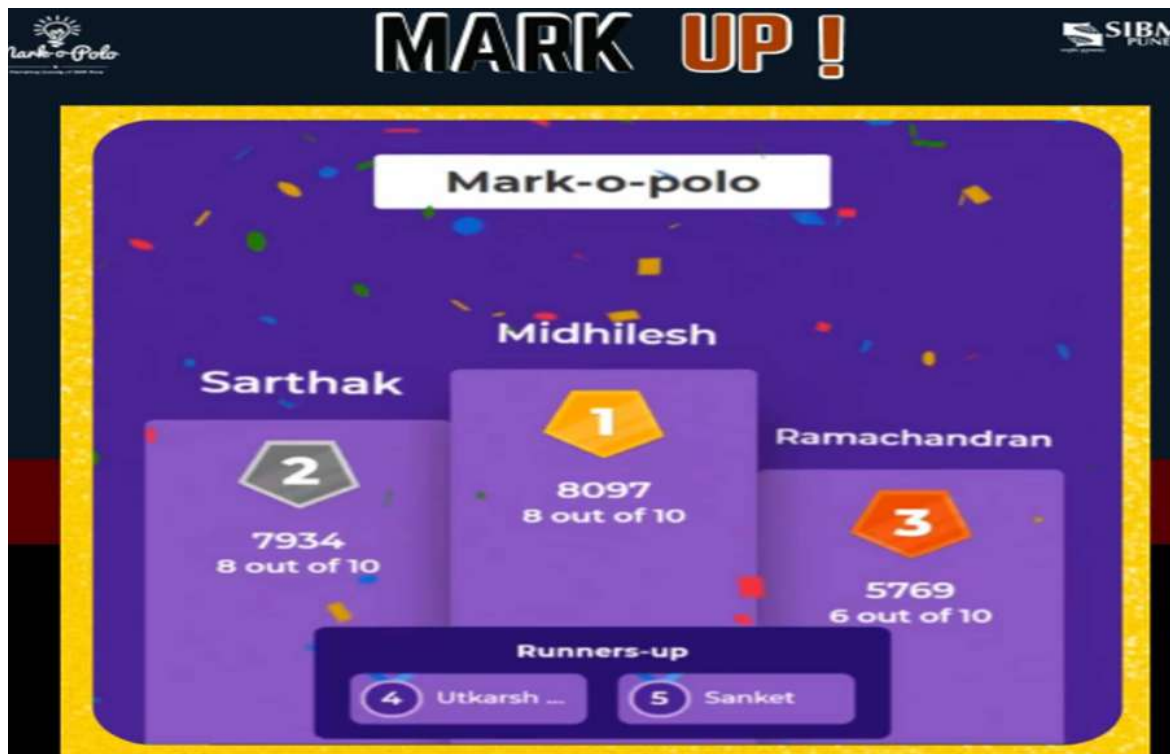 MARK UP !
Mark-o-Polo
SIBM
PUNE
Mark-o-polo
Midhilesh
Sarthak
Ramachandran
1
8097
8 out of 10
2
7934
8 out of 10
3
5769
6 out of 10
Runners-up
4 Utkarsh ...
5 Sanket